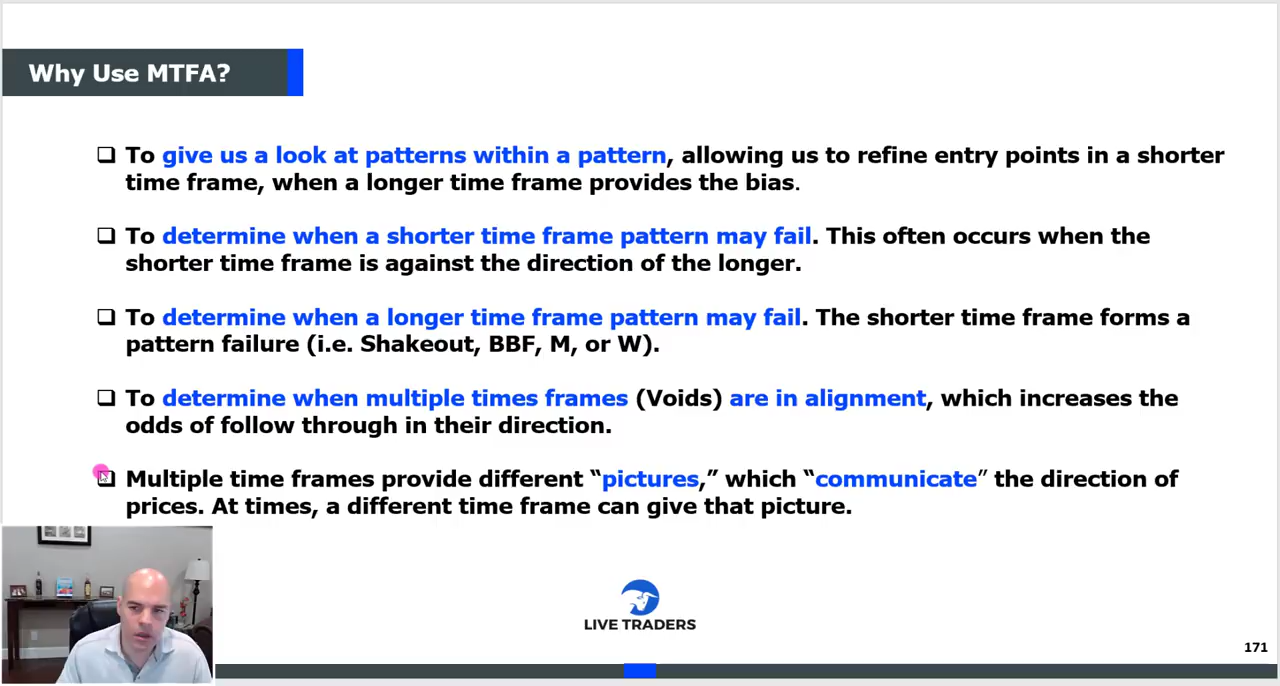 Why Use MTFA?
To give us a look at patterns within a pattern, allowing us to refine entry points in a shorter
time frame, when a longer time frame provides the bias.
To determine when a shorter time frame pattern may fail. This often occurs when the
shorter time frame is against the direction of the longer.
To determine when a longer time frame pattern may fail. The shorter time frame forms a
pattern failure (i.e. Shakeout, BBF, M, or W).
To determine when multiple times frames (Voids) are in alignment, which increases the
odds of follow through in their direction.
Multiple time frames provide different “pictures,” which “communicate” the direction of
prices. At times, a different time frame can give that picture.
LIVE TRADERS
171